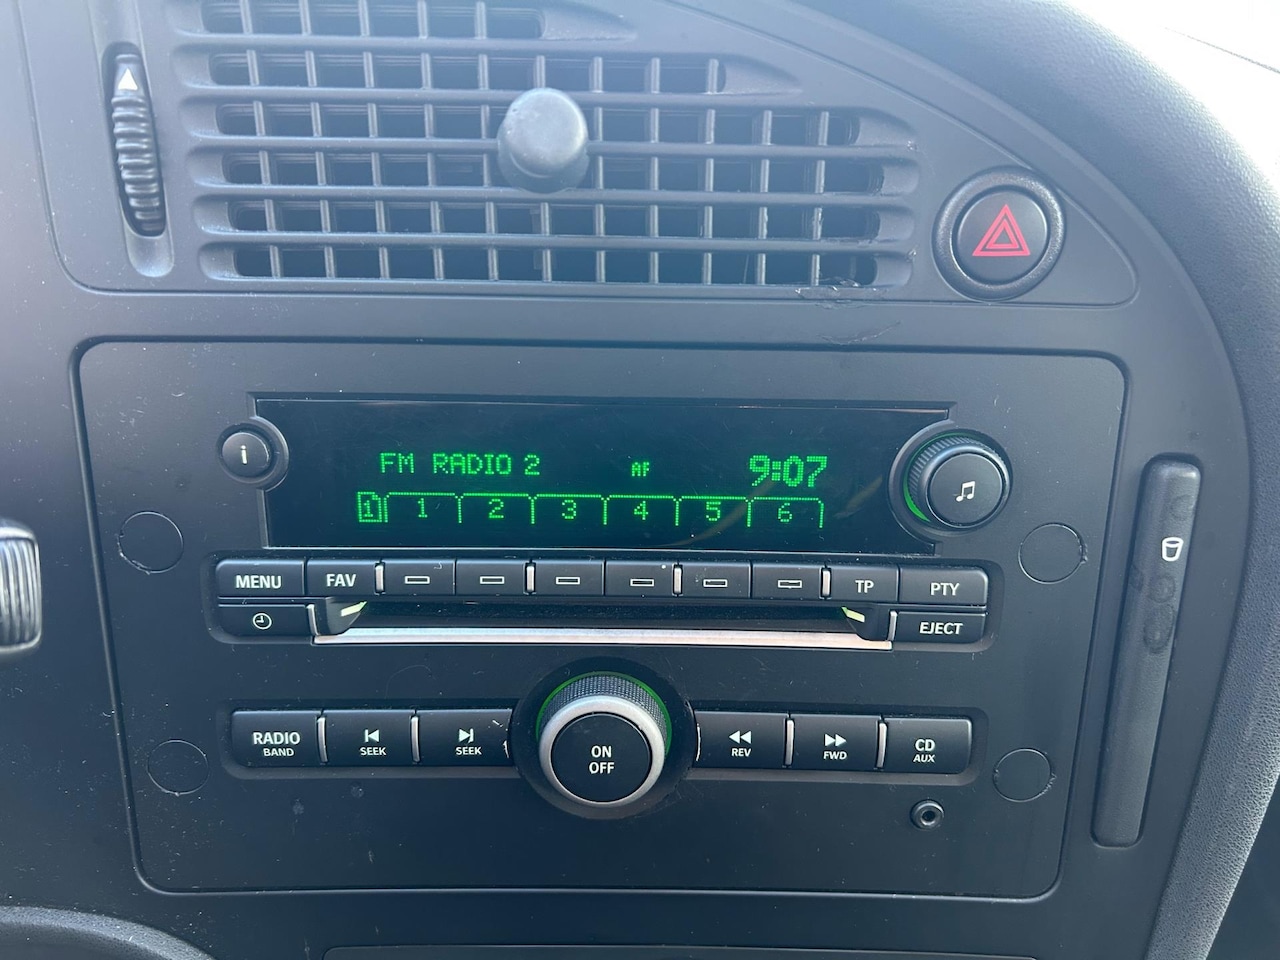 i
FM RADIO 2 AF 9:07
1 1 2 3 4 5 6
MENU FAV TP PTY
EJECT
RADIO BAND
SEEK
SEEK
ON
OFF
REV
FWD
CD
AUX